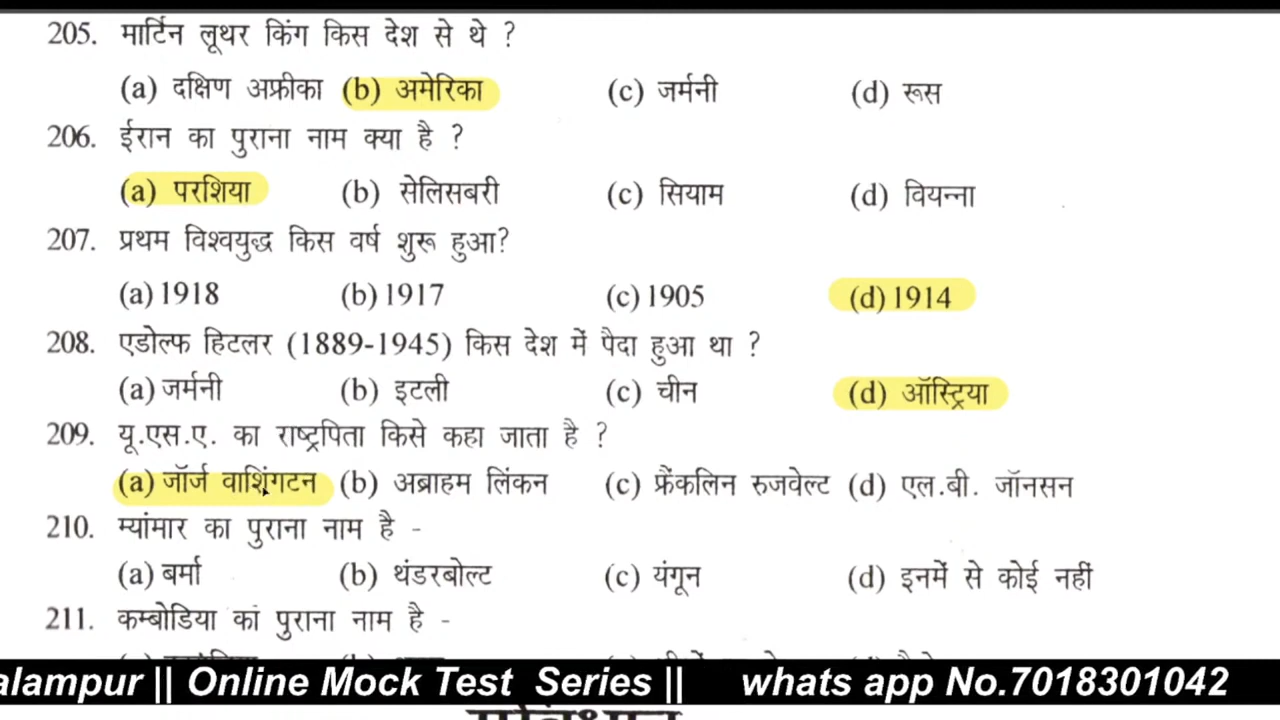 205. मार्टिन लूथर किंग किस देश से थे ?
(a) दक्षिण अफ्रीका (b) अमेरिका (c) जर्मनी (d) रूस
206. ईरान का पुराना नाम क्या है ?
(a) परशिया (b) सेलिसबरी (c) सियाम (d) वियन्ना
207. प्रथम विश्वयुद्ध किस वर्ष शुरू हुआ?
(a) 1918 (b) 1917 (c) 1905 (d) 1914
208. एडोल्फ हिटलर (1889-1945) किस देश में पैदा हुआ था ?
(a) जर्मनी (b) इटली (c) चीन (d) ऑस्ट्रिया
209. यू.एस.ए. का राष्ट्रपिता किसे कहा जाता है ?
(a) जॉर्ज वाशिंगटन (b) अब्राहम लिंकन (c) फ्रैंकलिन रुजवेल्ट (d) एल.बी. जॉनसन
210. म्यांमार का पुराना नाम है -
(a) बर्मा (b) थंडरबोल्ट (c) यंगून (d) इनमें से कोई नहीं
211. कम्बोडिया का पुराना नाम है -
alampur || Online Mock Test Series || whats app No.7018301042